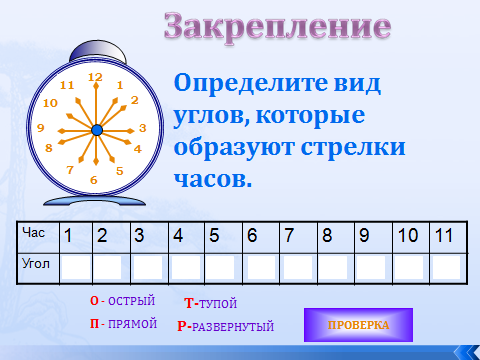 Закрепление
12
11 1
10 2
9 3
8 4
7 5
6
Определите вид
углов, которые
образуют стрелки
часов.
Час 1 2 3 4 5 6 7 8 9 10 11
Угол
О - ОСТРЫЙ Т-ТУПОЙ
П - ПРЯМОЙ Р-РАЗВЕРНУТЫЙ
ПРОВЕРКА